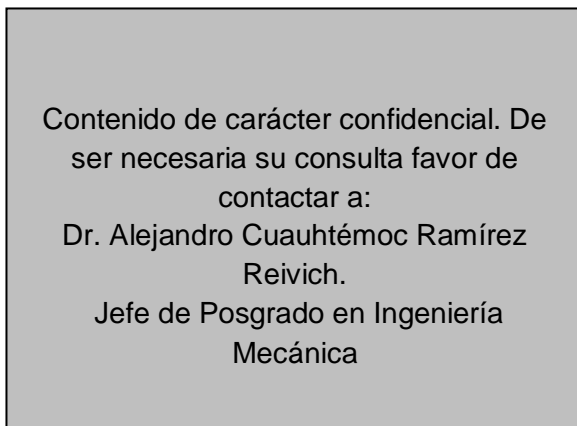 Contenido de carácter confidencial. De
ser necesaria su consulta favor de
contactar a:
Dr. Alejandro Cuauhtémoc Ramírez
Reivich.
Jefe de Posgrado en Ingeniería
Mecánica